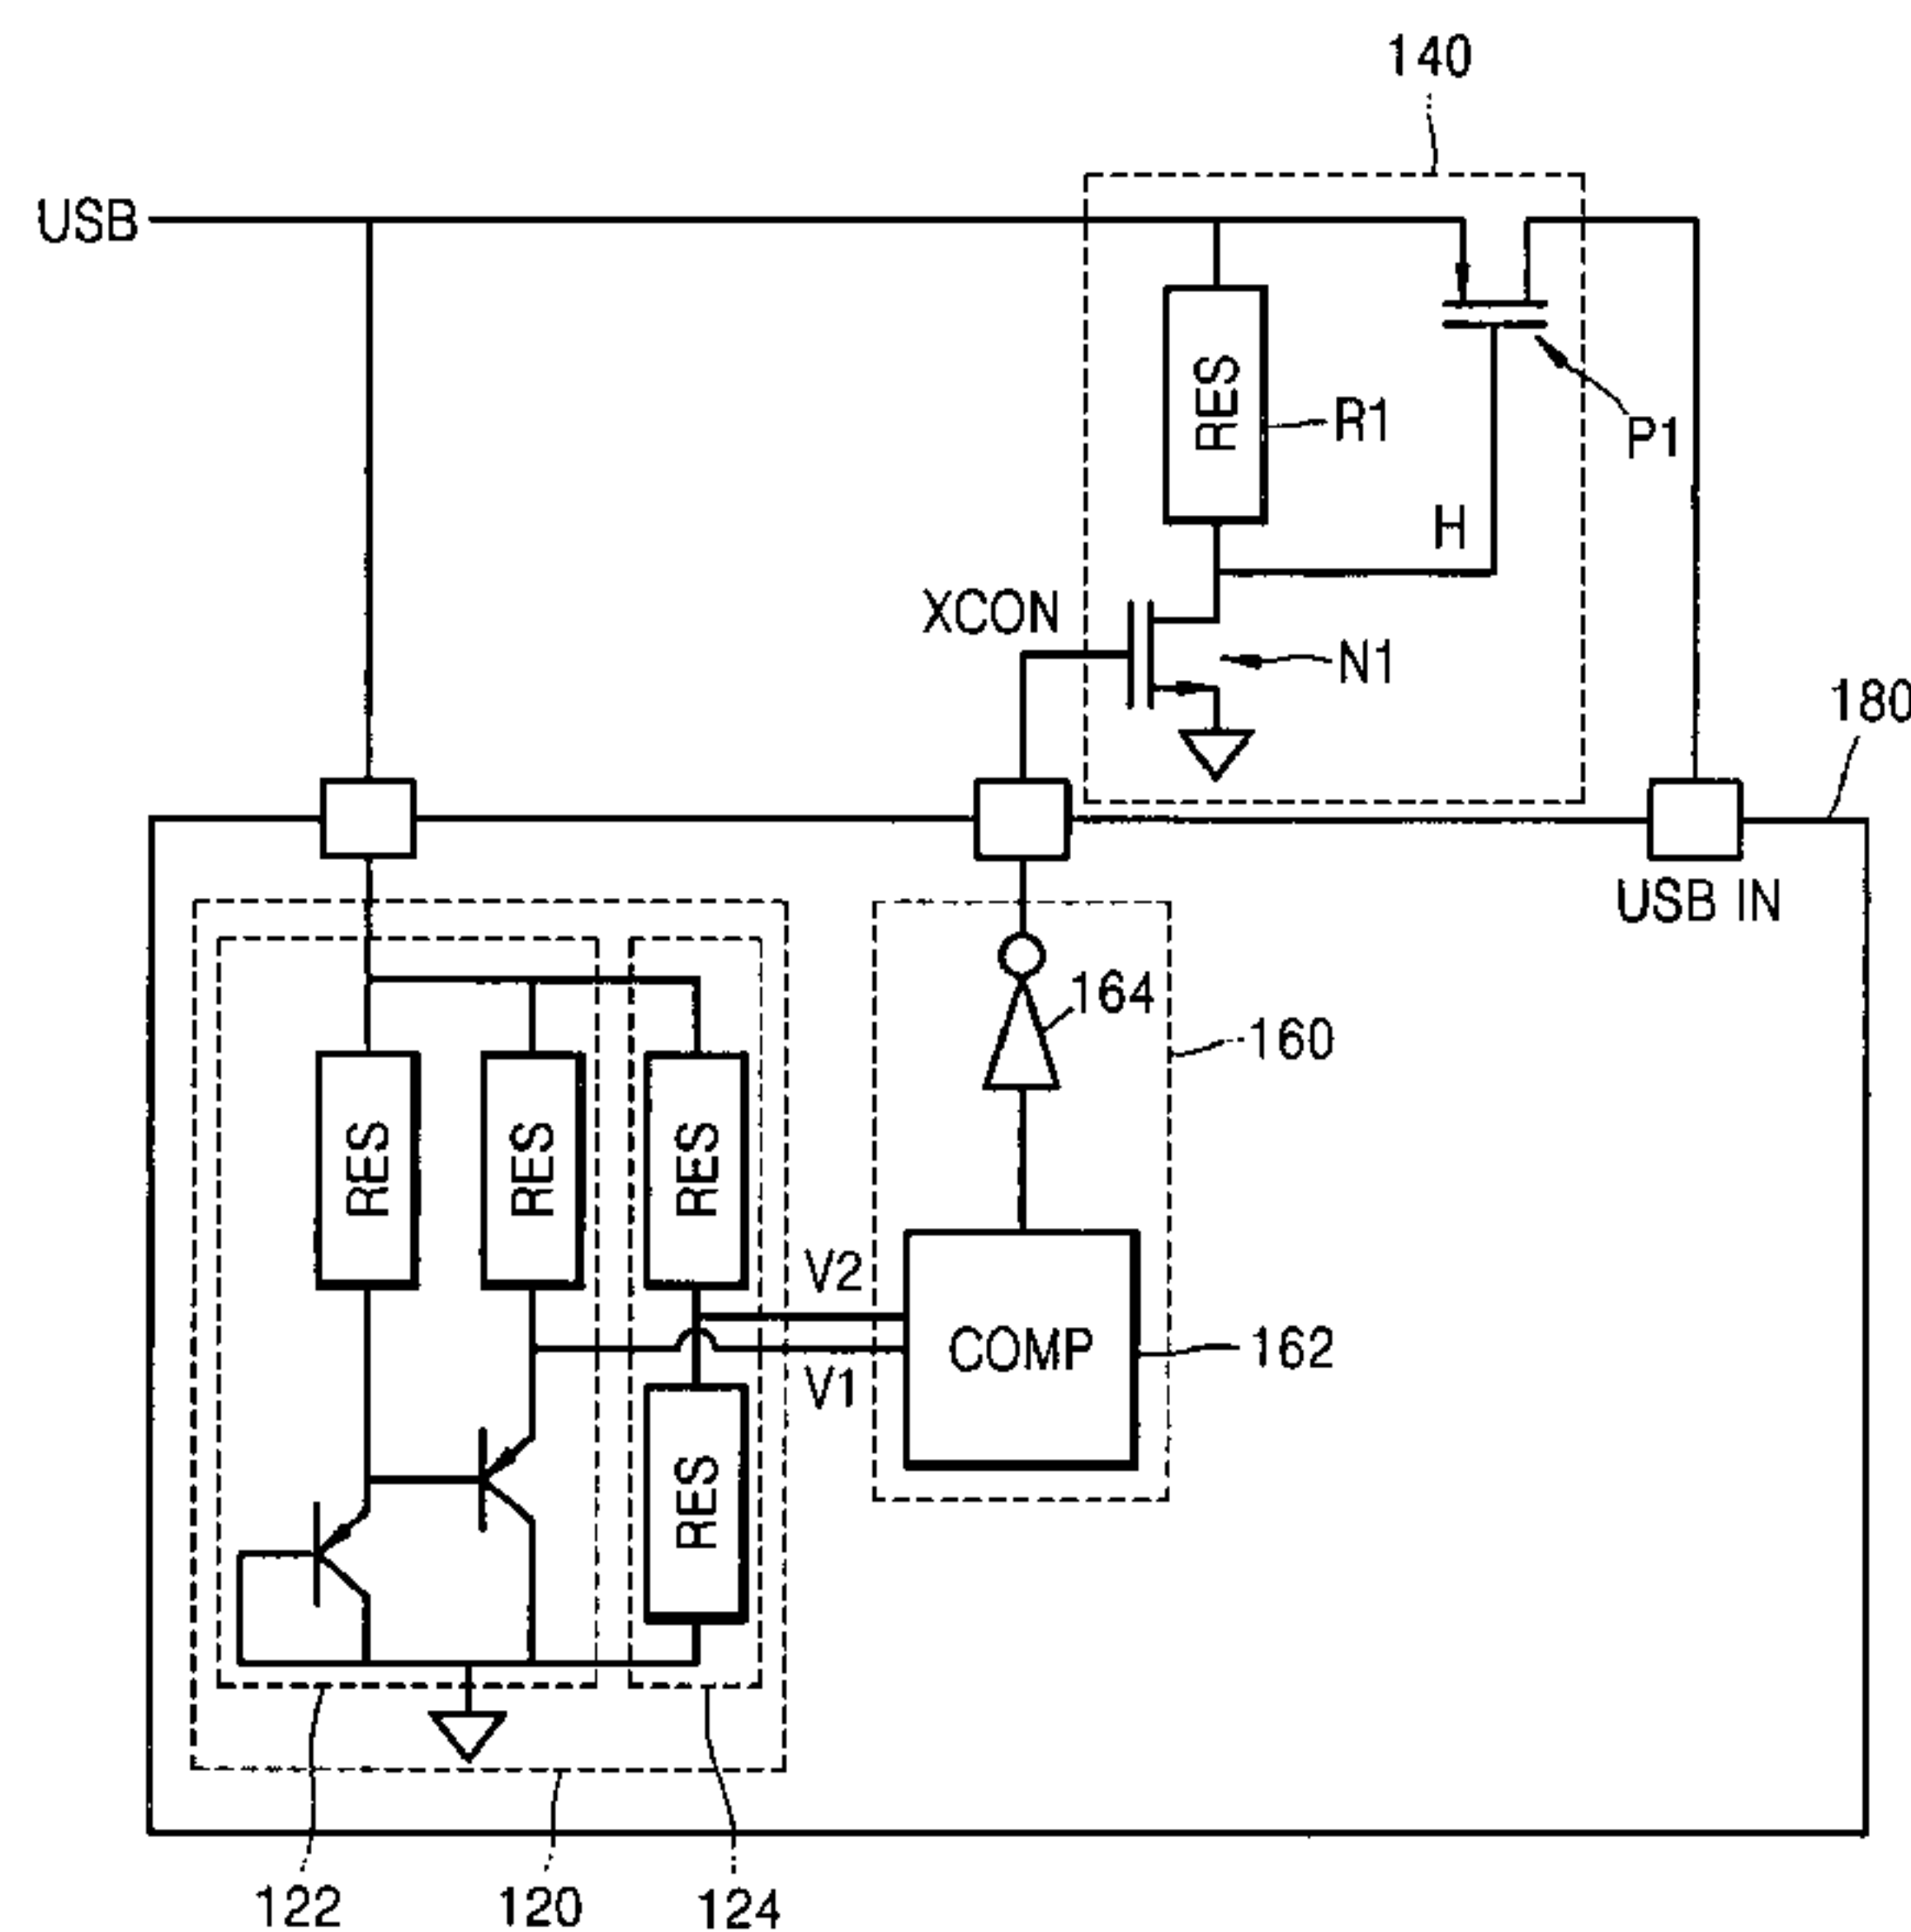 140
USB
RES
R1
P1
H
XCON
N1
180
USB IN
164
160
RES
RES
RES
V2
COMP
162
V1
RES
122
120
124